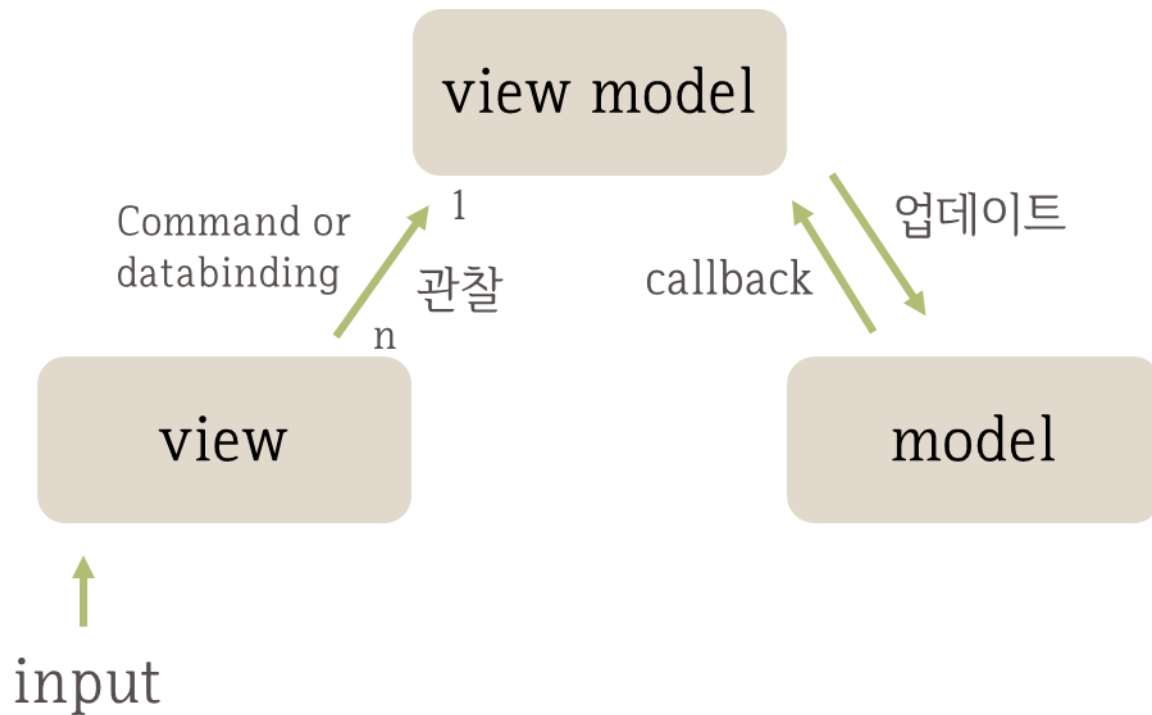 view model
1
Command or
databinding
관찰
n
업데이트
callback
view
model
input